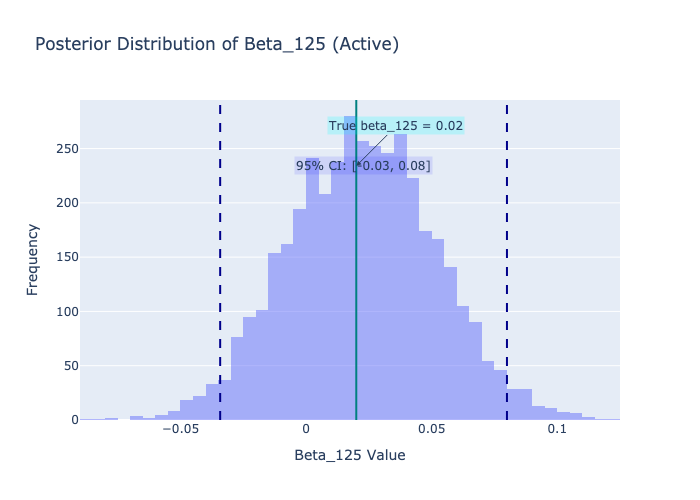 Posterior Distribution of Beta_125 (Active)
True beta_125 = 0.02
95% CI: [-0.03, 0.08]
250
200
150
100
50
0
Frequency
−0.05
0
0.05
0.1
Beta_125 Value